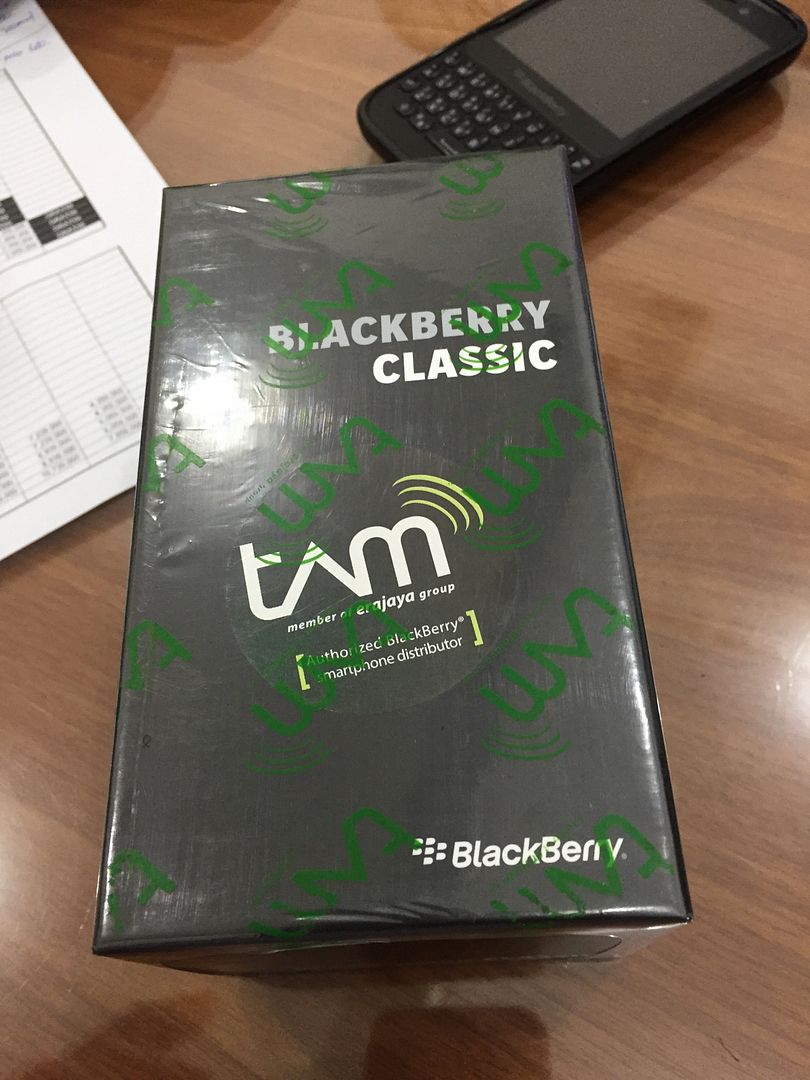 BLACKBERRY
CLASSIC
tam
member of erajaya group
[Authorized BlackBerry®
smartphone distributor]
BlackBerry